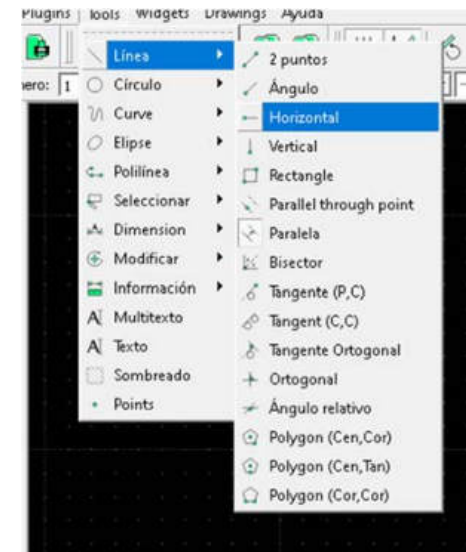 Plugins Tools Widgets Drawings Ayuda
ero: 1
Línea
Círculo
Curve
Elipse
Polilínea
Seleccionar
Dimension
Modificar
Información
Multitexto
Texto
Sombreado
Points
2 puntos
Ángulo
Horizontal
Vertical
Rectangle
Parallel through point
Paralela
Bisector
Tangente (P,C)
Tangent (C,C)
Tangente Ortogonal
Ortogonal
Ángulo relativo
Polygon (Cen,Cor)
Polygon (Cen,Tan)
Polygon (Cor,Cor)